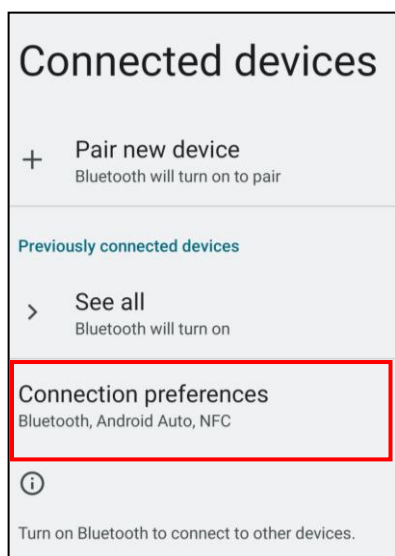 Connected devices
Pair new device
Bluetooth will turn on to pair
Previously connected devices
See all
Bluetooth will turn on
Connection preferences
Bluetooth, Android Auto, NFC
Turn on Bluetooth to connect to other devices.